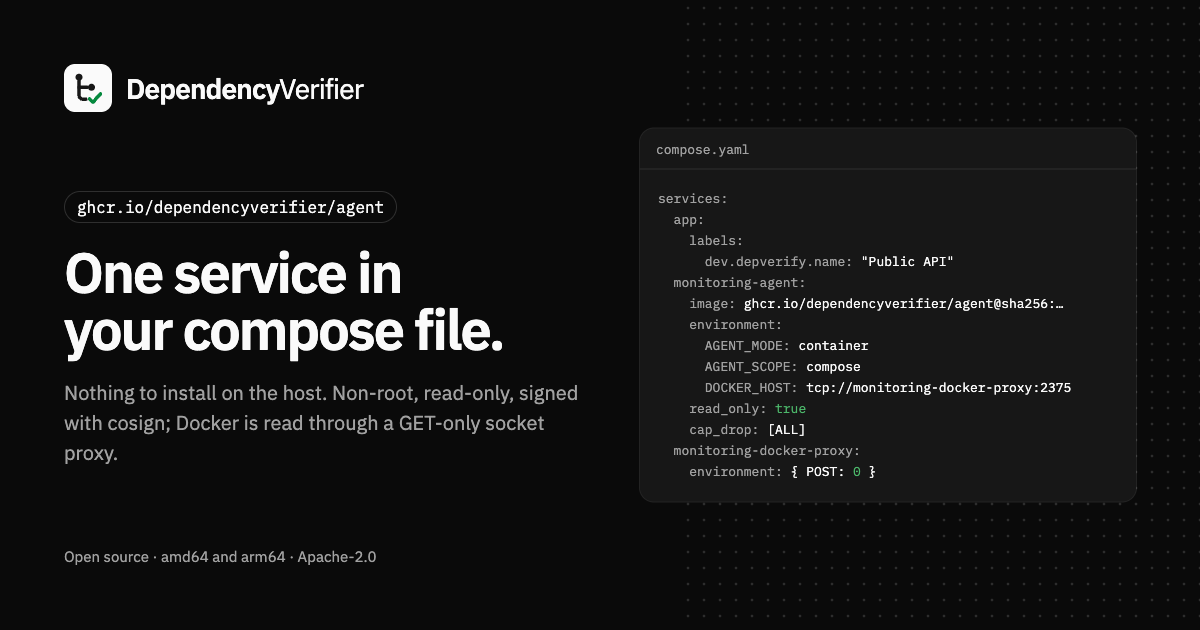 DependencyVerifier
ghcr.io/dependencyverifier/agent
One service in
your compose file.
Nothing to install on the host. Non-root, read-only, signed
with cosign; Docker is read through a GET-only socket
proxy.
Open source · amd64 and arm64 · Apache-2.0
compose.yaml
services:
  app:
    labels:
      dev.depverify.name: "Public API"
  monitoring-agent:
    image: ghcr.io/dependencyverifier/agent@sha256:…
    environment:
      AGENT_MODE: container
      AGENT_SCOPE: compose
      DOCKER_HOST: tcp://monitoring-docker-proxy:2375
    read_only: true
    cap_drop: [ALL]
  monitoring-docker-proxy:
    environment: { POST: 0 }